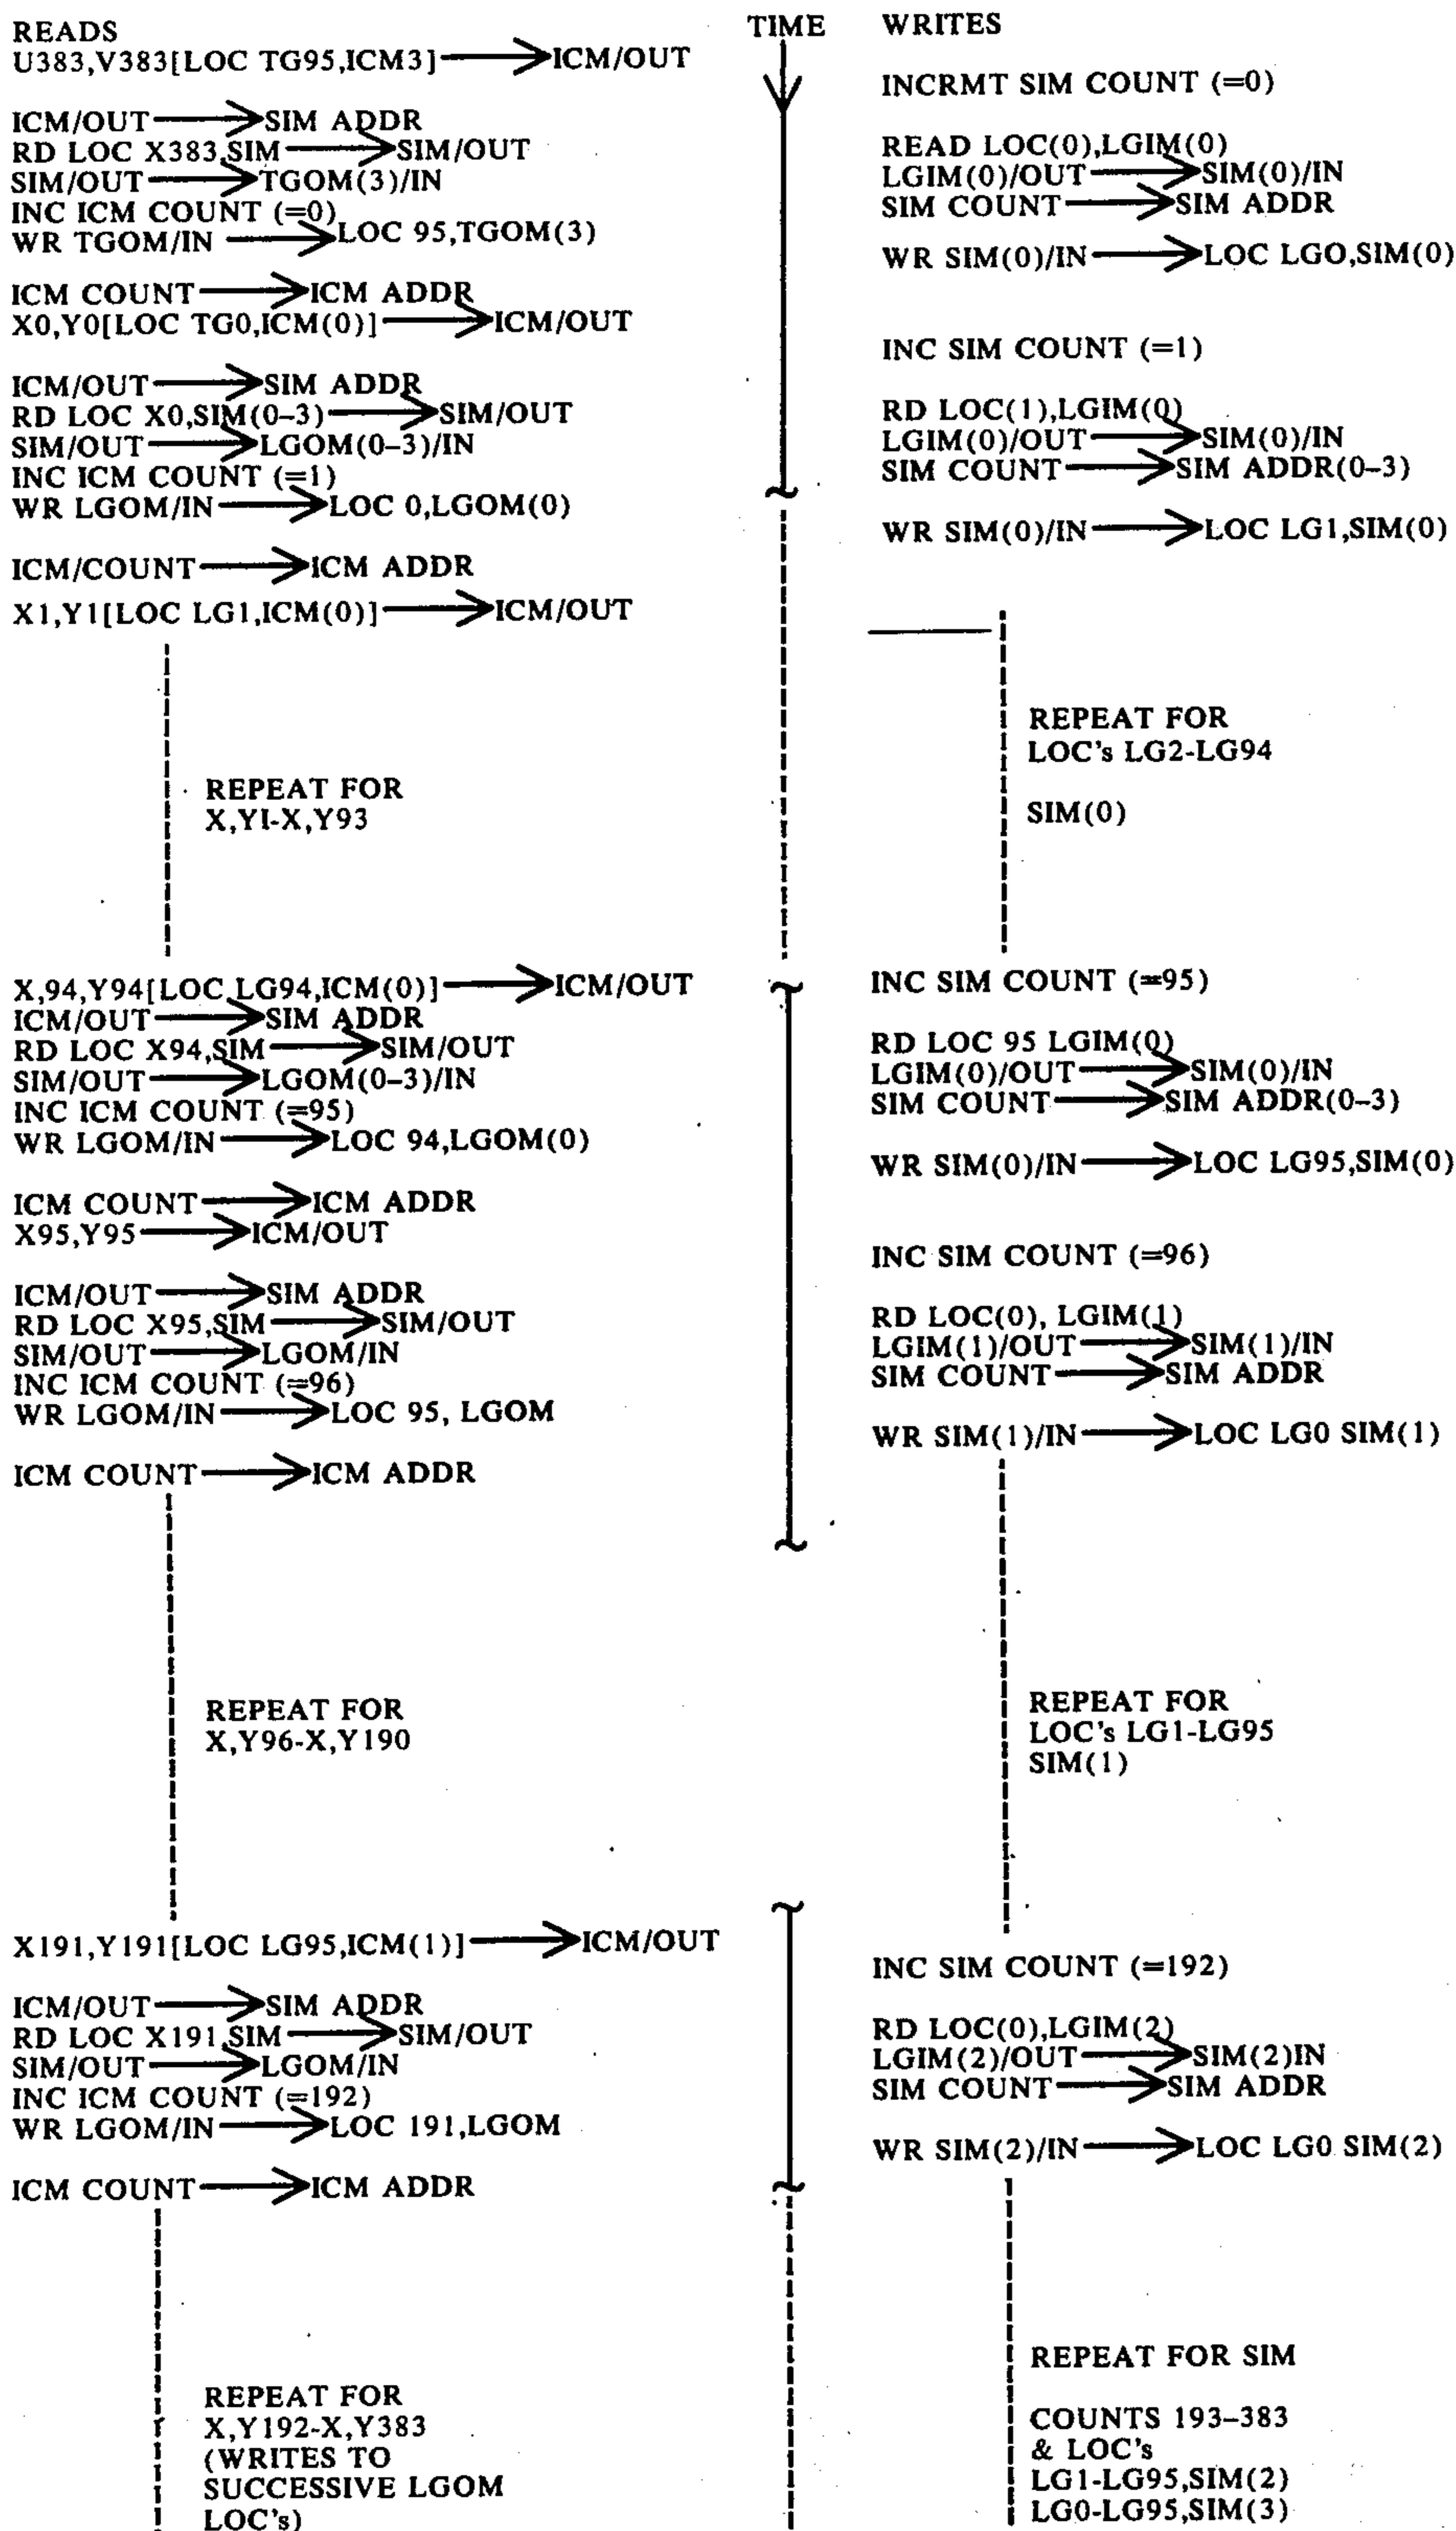 READS
U383,V383[LOC TG95,ICM3]→ICM/OUT
ICM/OUT→SIM ADDR
RD LOC X383,SIM→SIM/OUT
SIM/OUT→TGOM(3)/IN
INC ICM COUNT (=0)
WR TGOM/IN→LOC 95,TGOM(3)
ICM COUNT→ICM ADDR
X0,Y0[LOC TG0,ICM(0)]→ICM/OUT
ICM/OUT→SIM ADDR
RD LOC X0,SIM(0–3)→SIM/OUT
SIM/OUT→LGOM(0–3)/IN
INC ICM COUNT (=1)
WR LGOM/IN→LOC 0,LGOM(0)
ICM/COUNT→ICM ADDR
X1,Y1[LOC LG1,ICM(0)]→ICM/OUT
REPEAT FOR
X,Y1-X,Y93
X,94,Y94[LOC LG94,ICM(0)]→ICM/OUT
ICM/OUT→SIM ADDR
RD LOC X94,SIM→SIM/OUT
SIM/OUT→LGOM(0–3)/IN
INC ICM COUNT (=95)
WR LGOM/IN→LOC 94,LGOM(0)
ICM COUNT→ICM ADDR
X95,Y95→ICM/OUT
ICM/OUT→SIM ADDR
RD LOC X95,SIM→SIM/OUT
SIM/OUT→LGOM/IN
INC ICM COUNT (=96)
WR LGOM/IN→LOC 95, LGOM
ICM COUNT→ICM ADDR
REPEAT FOR
X,Y96-X,Y190
X191,Y191[LOC LG95,ICM(1)]→ICM/OUT
ICM/OUT→SIM ADDR
RD LOC X191,SIM→SIM/OUT
SIM/OUT→LGOM/IN
INC ICM COUNT (=192)
WR LGOM/IN→LOC 191,LGOM
ICM COUNT→ICM ADDR
REPEAT FOR
X,Y192-X,Y383
(WRITES TO
SUCCESSIVE LGOM
LOC's)
TIME
WRITES
INCRMT SIM COUNT (=0)
READ LOC(0),LGIM(0)
LGIM(0)/OUT→SIM(0)/IN
SIM COUNT→SIM ADDR
WR SIM(0)/IN→LOC LGO,SIM(0)
INC SIM COUNT (=1)
RD LOC(1),LGIM(0)
LGIM(0)/OUT→SIM(0)/IN
SIM COUNT→SIM ADDR(0–3)
WR SIM(0)/IN→LOC LG1,SIM(0)
REPEAT FOR
LOC's LG2-LG94
SIM(0)
INC SIM COUNT (=95)
RD LOC 95 LGIM(0)
LGIM(0)/OUT→SIM(0)/IN
SIM COUNT→SIM ADDR(0–3)
WR SIM(0)/IN→LOC LG95,SIM(0)
INC SIM COUNT (=96)
RD LOC(0), LGIM(1)
LGIM(1)/OUT→SIM(1)/IN
SIM COUNT→SIM ADDR
WR SIM(1)/IN→LOC LG0 SIM(1)
REPEAT FOR
LOC's LG1-LG95
SIM(1)
INC SIM COUNT (=192)
RD LOC(0),LGIM(2)
LGIM(2)/OUT→SIM(2)IN
SIM COUNT→SIM ADDR
WR SIM(2)/IN→LOC LG0 SIM(2)
REPEAT FOR SIM
COUNTS 193–383
& LOC's
LG1-LG95,SIM(2)
LG0-LG95,SIM(3)